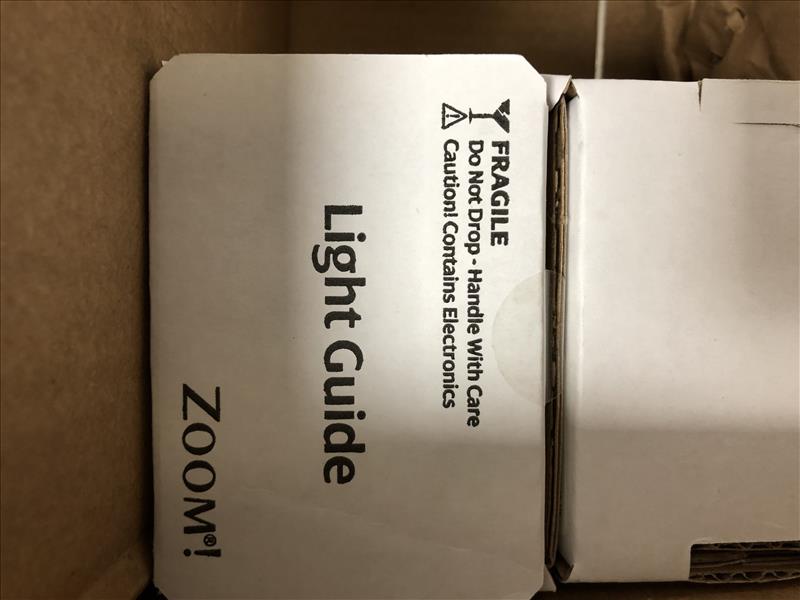 FRAGILE
Do Not Drop - Handle With Care
Caution! Contains Electronics
Light Guide
ZOOM®!